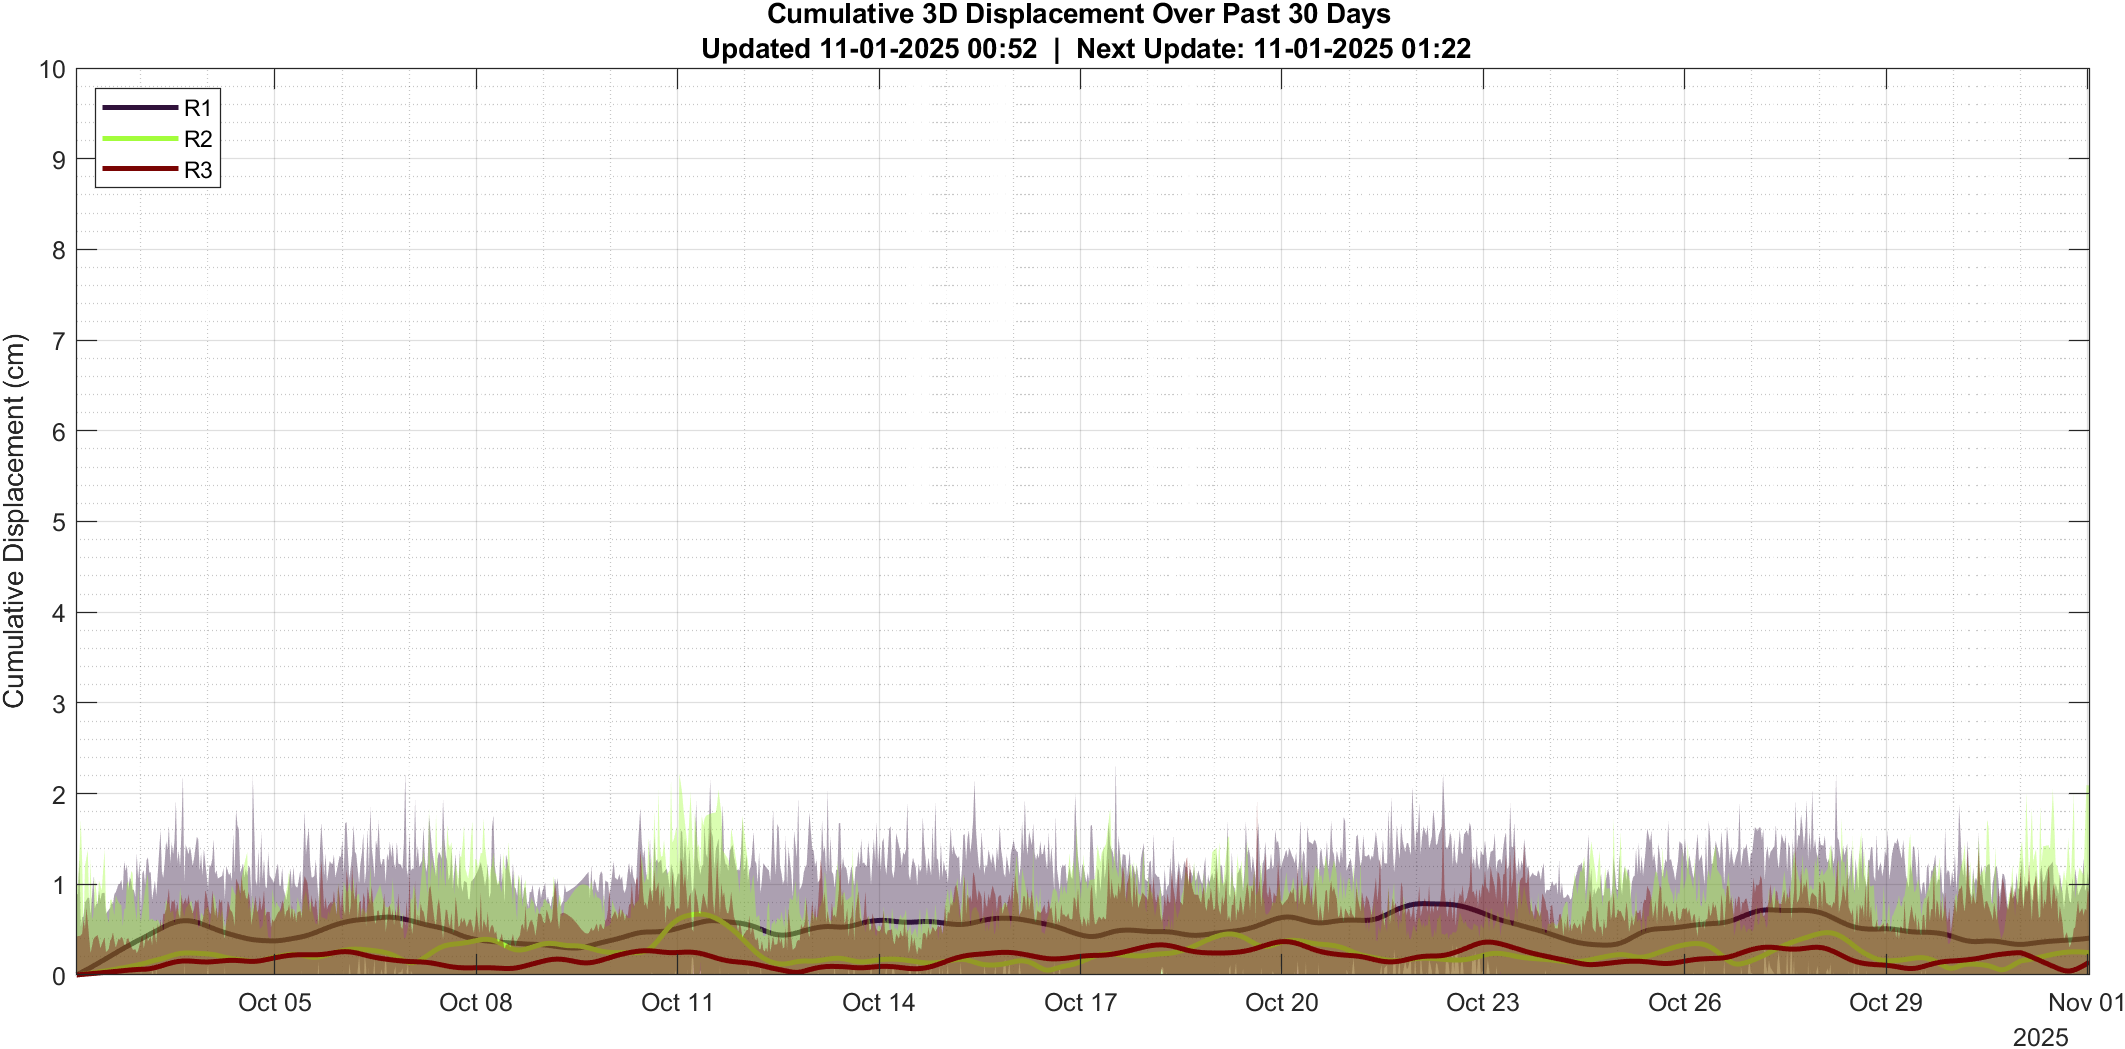 Cumulative 3D Displacement Over Past 30 Days
Updated 11-01-2025 00:52 | Next Update: 11-01-2025 01:22
R1
R2
R3
10
9
8
7
6
5
4
3
2
1
0
Cumulative Displacement (cm)
Oct 05 Oct 08 Oct 11 Oct 14 Oct 17 Oct 20 Oct 23 Oct 26 Oct 29 Nov 01
2025